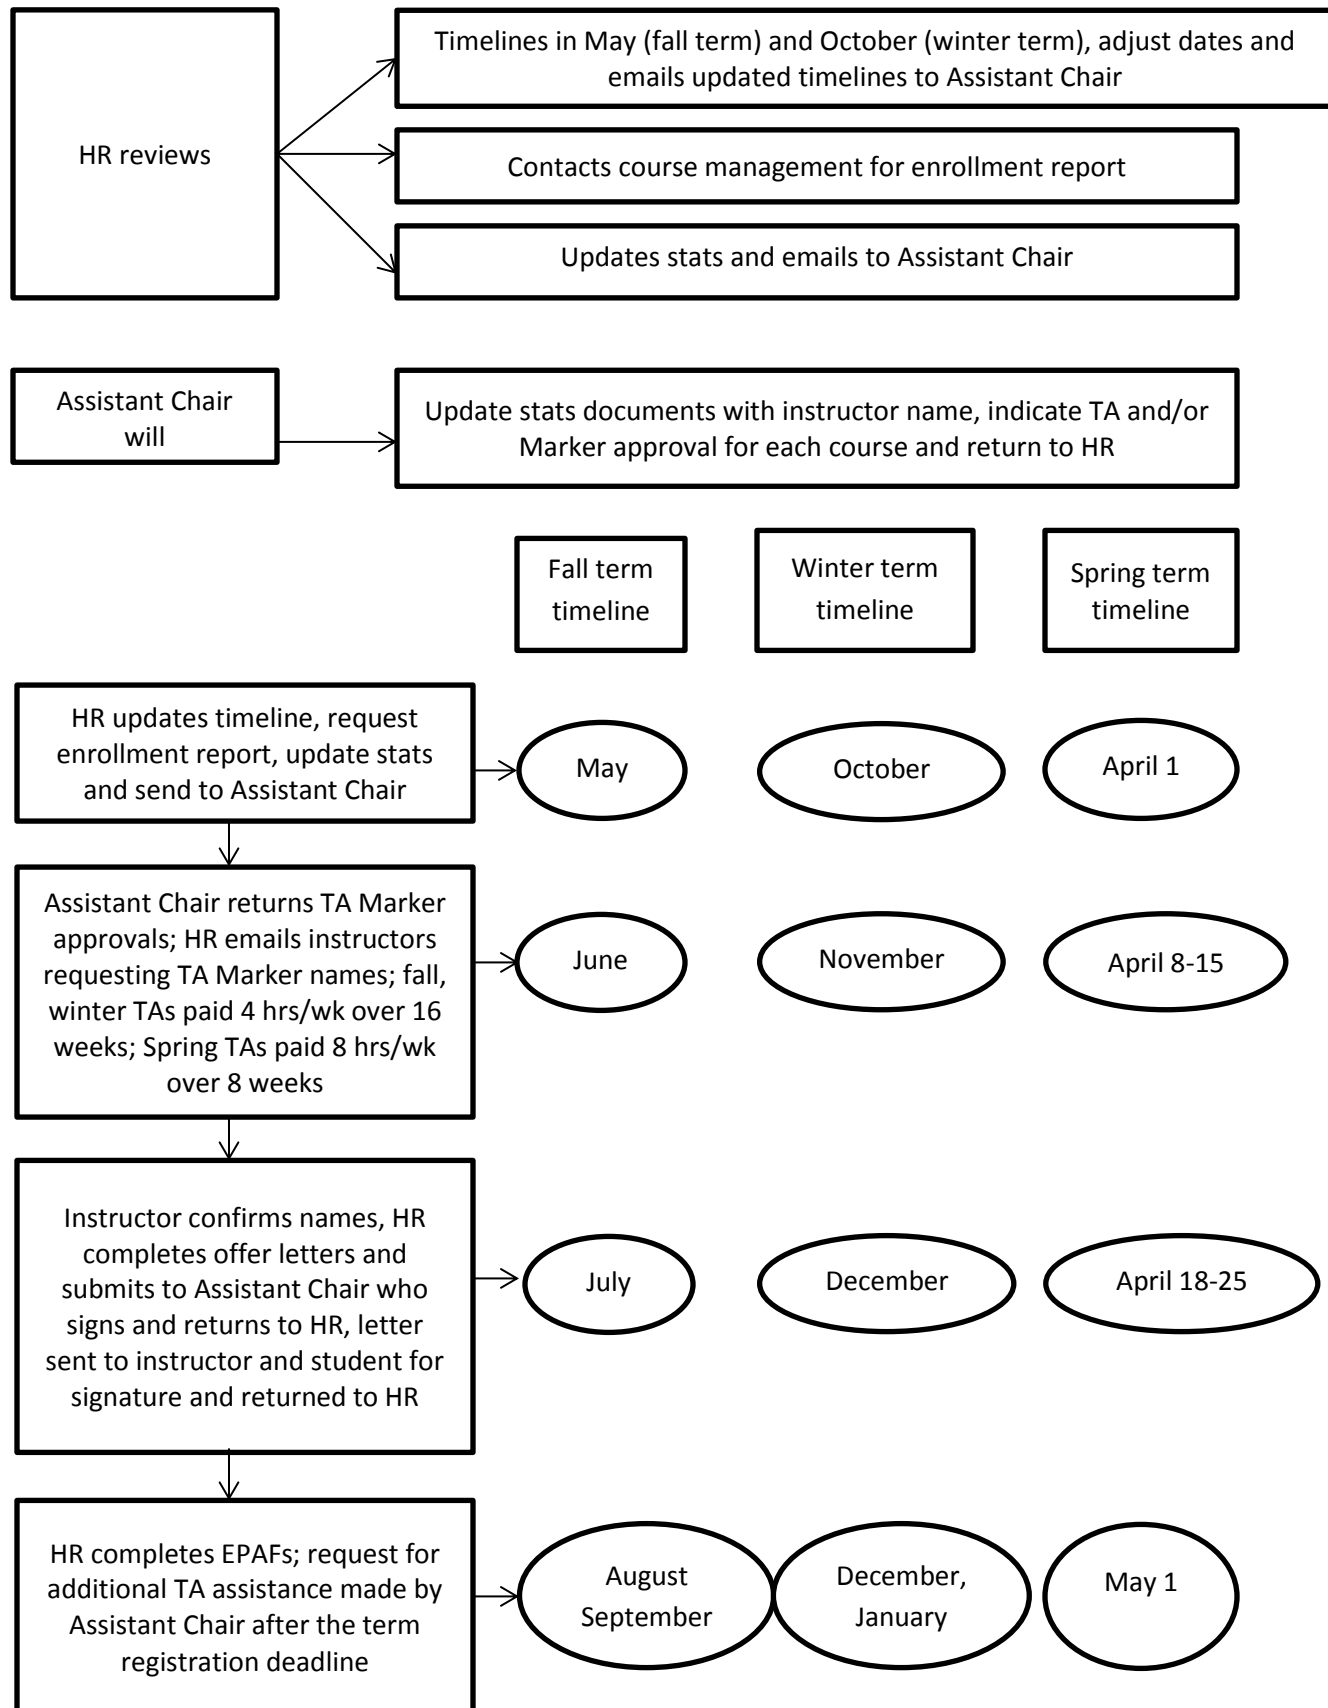 HR reviews
Timelines in May (fall term) and October (winter term), adjust dates and
emails updated timelines to Assistant Chair
Contacts course management for enrollment report
Updates stats and emails to Assistant Chair
Assistant Chair
will
Update stats documents with instructor name, indicate TA and/or
Marker approval for each course and return to HR
Fall term
timeline
Winter term
timeline
Spring term
timeline
HR updates timeline, request
enrollment report, update stats
and send to Assistant Chair
May
October
April 1
Assistant Chair returns TA Marker
approvals; HR emails instructors
requesting TA Marker names; fall,
winter TAs paid 4 hrs/wk over 16
weeks; Spring TAs paid 8 hrs/wk
over 8 weeks
June
November
April 8-15
Instructor confirms names, HR
completes offer letters and
submits to Assistant Chair who
signs and returns to HR, letter
sent to instructor and student for
signature and returned to HR
July
December
April 18-25
HR completes EPAFs; request for
additional TA assistance made by
Assistant Chair after the term
registration deadline
August
September
December,
January
May 1